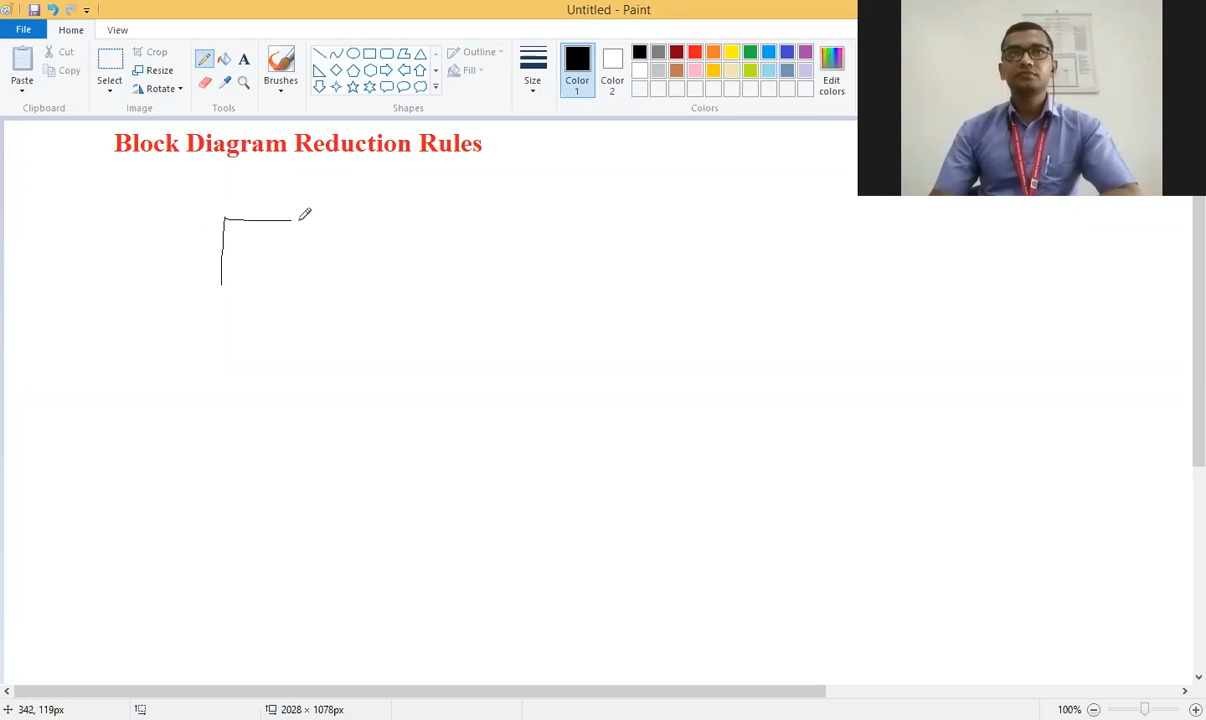 Untitled - Paint
File
Home
View
Paste
Cut
Copy
Clipboard
Select
Crop
Resize
Rotate
Image
Tools
Brushes
Outline
Fill
Shapes
Size
Color
1
Color
2
Edit
colors
Colors
Block Diagram Reduction Rules
342, 119px
2028 × 1078px
100%